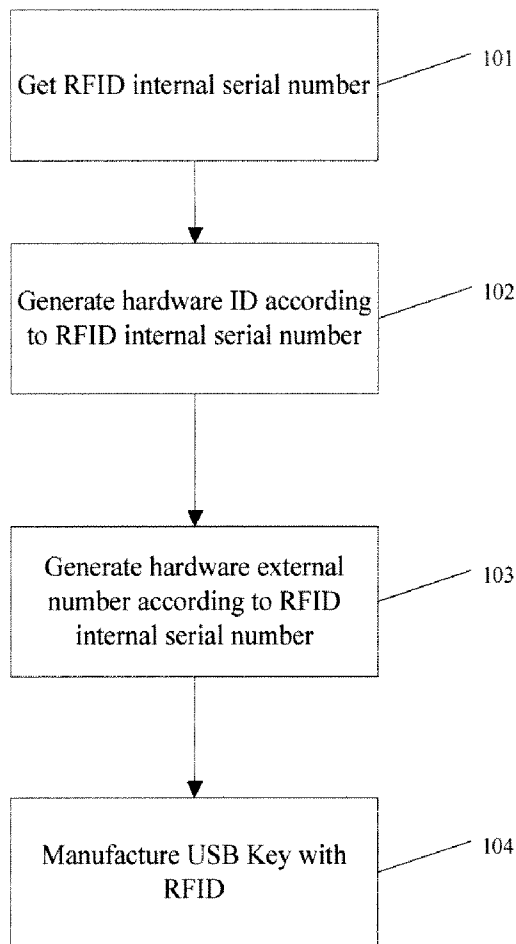 Get RFID internal serial number
101
Generate hardware ID according
to RFID internal serial number
102
Generate hardware external
number according to RFID
internal serial number
103
Manufacture USB Key with
RFID
104